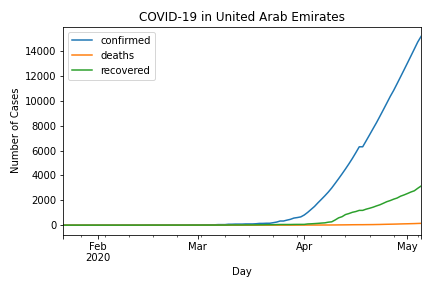 COVID-19 in United Arab Emirates
confirmed
deaths
recovered
Number of Cases
14000
12000
10000
8000
6000
4000
2000
0
Feb
2020
Mar
Apr
May
Day